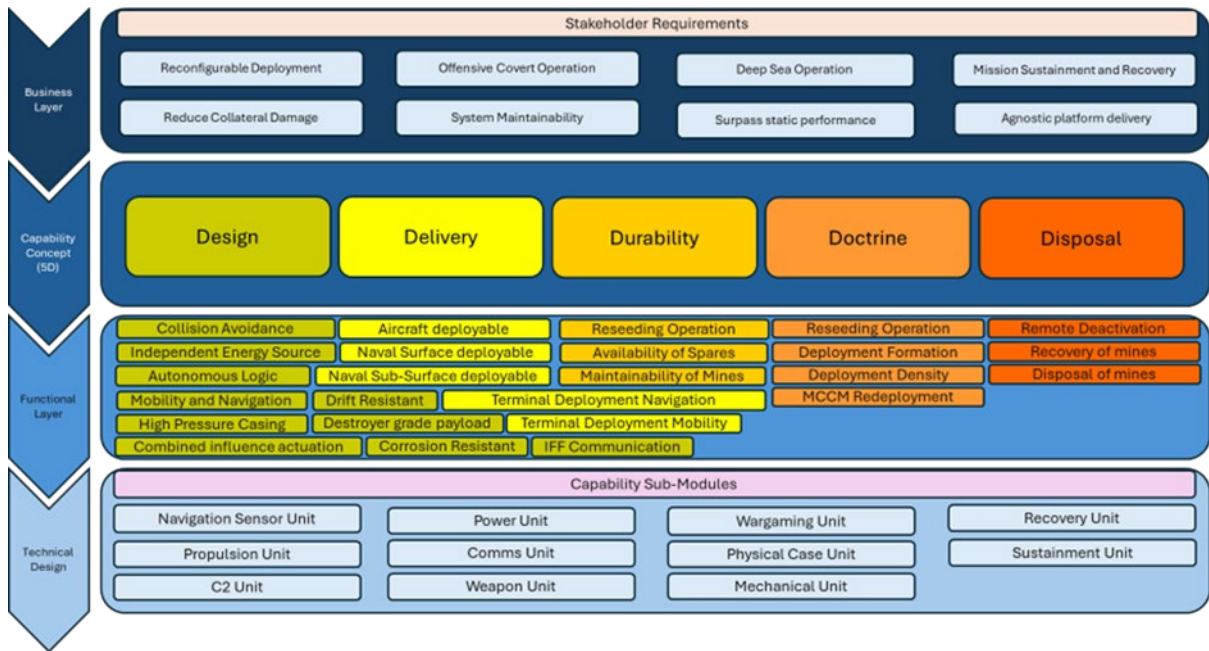 Business
Layer
Stakeholder Requirements
Reconfigurable Deployment
Offensive Covert Operation
Deep Sea Operation
Mission Sustainment and Recovery
Reduce Collateral Damage
System Maintainability
Surpass static performance
Agnostic platform delivery
Capability
Concept
(5D)
Design
Delivery
Durability
Doctrine
Disposal
Functional
Layer
Collision Avoidance
Aircraft deployable
Reseeding Operation
Reseeding Operation
Remote Deactivation
Independent Energy Source
Naval Surface deployable
Availability of Spares
Deployment Formation
Recovery of mines
Autonomous Logic
Naval Sub-Surface deployable
Maintainability of Mines
Deployment Density
Disposal of mines
Mobility and Navigation
Drift Resistant
Terminal Deployment Navigation
MCCM Redeployment
High Pressure Casing
Destroyer grade payload
Terminal Deployment Mobility
Combined influence actuation
Corrosion Resistant
IFF Communication
Technical
Design
Capability Sub-Modules
Navigation Sensor Unit
Power Unit
Wargaming Unit
Recovery Unit
Propulsion Unit
Comms Unit
Physical Case Unit
Sustainment Unit
C2 Unit
Weapon Unit
Mechanical Unit